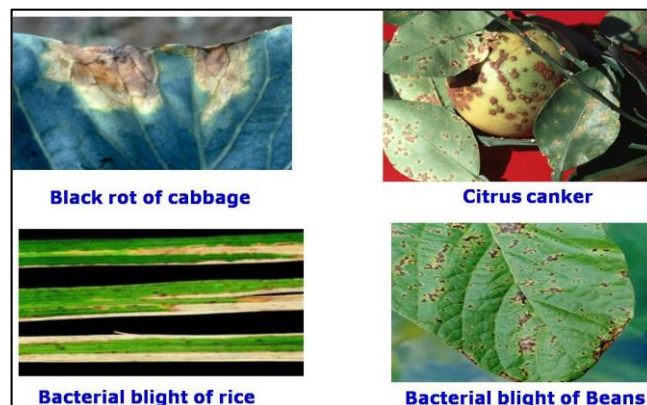 Black rot of cabbage
Citrus canker
Bacterial blight of rice
Bacterial blight of Beans